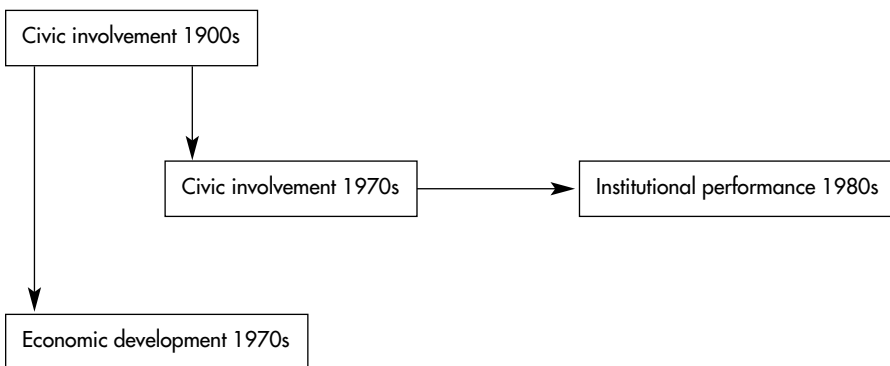 Civic involvement 1900s
Civic involvement 1970s
Institutional performance 1980s
Economic development 1970s